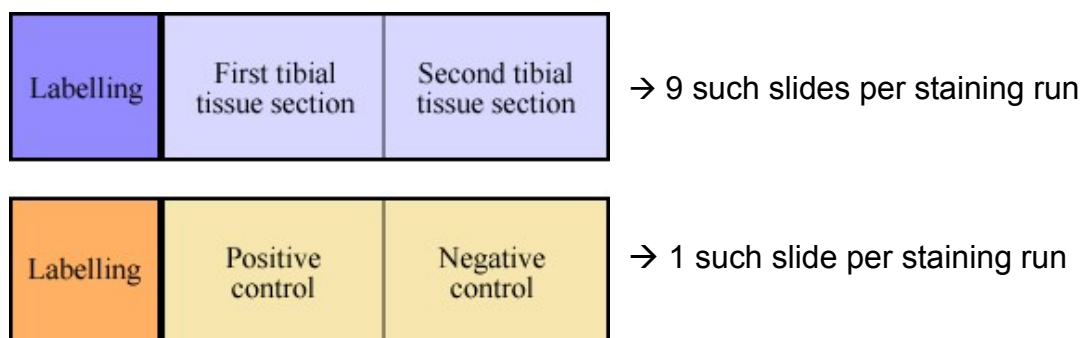 Labelling
First tibial
tissue section
Second tibial
tissue section
→ 9 such slides per staining run
Labelling
Positive
control
Negative
control
→ 1 such slide per staining run